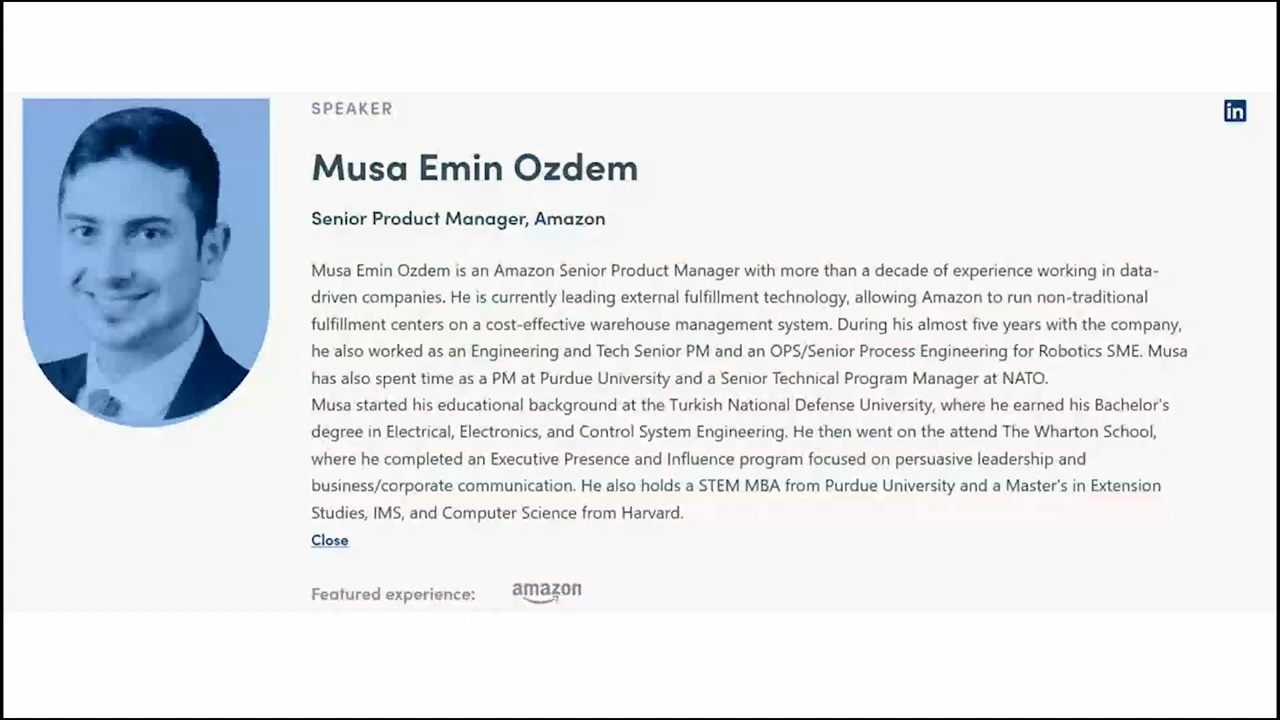 SPEAKER
in
Musa Emin Ozdem
Senior Product Manager, Amazon
Musa Emin Ozdem is an Amazon Senior Product Manager with more than a decade of experience working in data-
driven companies. He is currently leading external fulfillment technology, allowing Amazon to run non-traditional
fulfillment centers on a cost-effective warehouse management system. During his almost five years with the company,
he also worked as an Engineering and Tech Senior PM and an OPS/Senior Process Engineering for Robotics SME. Musa
has also spent time as a PM at Purdue University and a Senior Technical Program Manager at NATO.
Musa started his educational background at the Turkish National Defense University, where he earned his Bachelor's
degree in Electrical, Electronics, and Control System Engineering. He then went on the attend The Wharton School,
where he completed an Executive Presence and Influence program focused on persuasive leadership and
business/corporate communication. He also holds a STEM MBA from Purdue University and a Master's in Extension
Studies, IMS, and Computer Science from Harvard.
Close
Featured experience: amazon